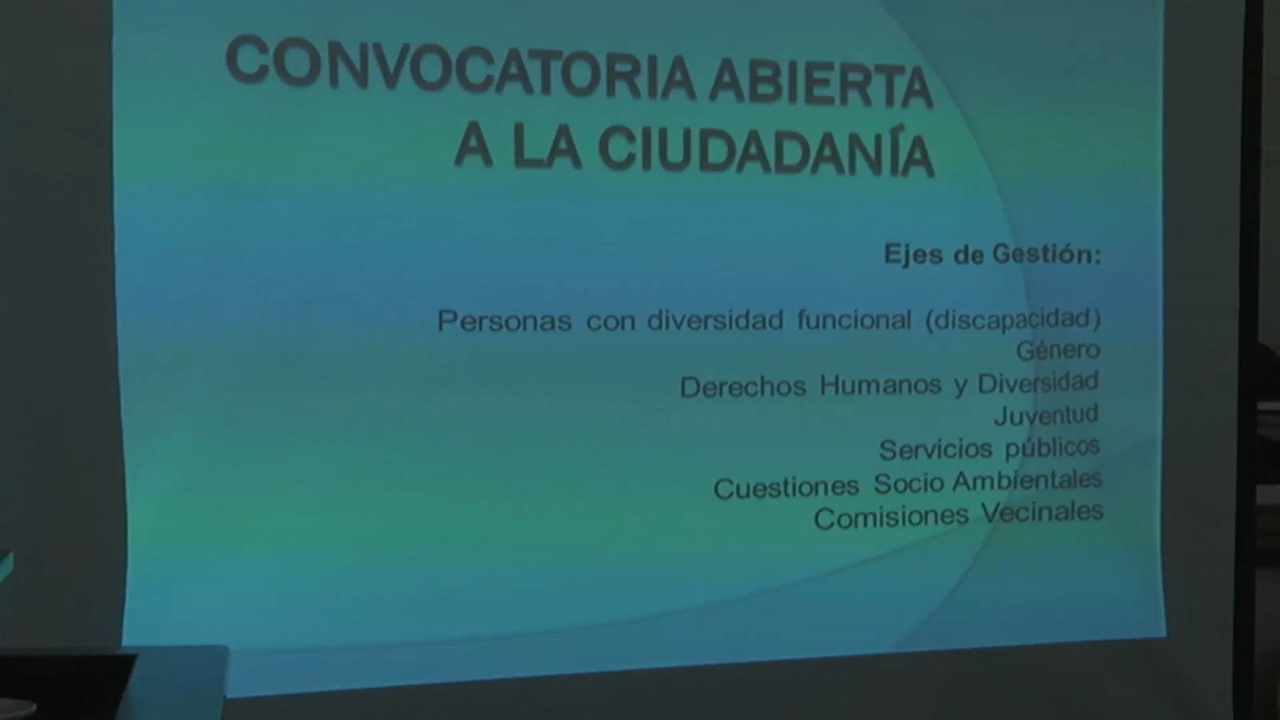 CONVOCATORIA ABIERTA
A LA CIUDADANÍA
Ejes de Gestión:
Personas con diversidad funcional (discapacidad)
Género
Derechos Humanos y Diversidad
Juventud
Servicios públicos
Cuestiones Socio Ambientales
Comisiones Vecinales